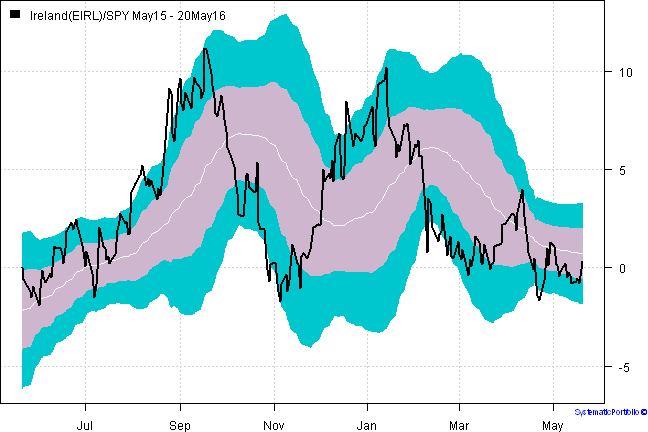 Ireland(EIRL)/SPY May15 - 20May16
10
5
0
-5
Jul Sep Nov Jan Mar May
SystematicPortfolio ©